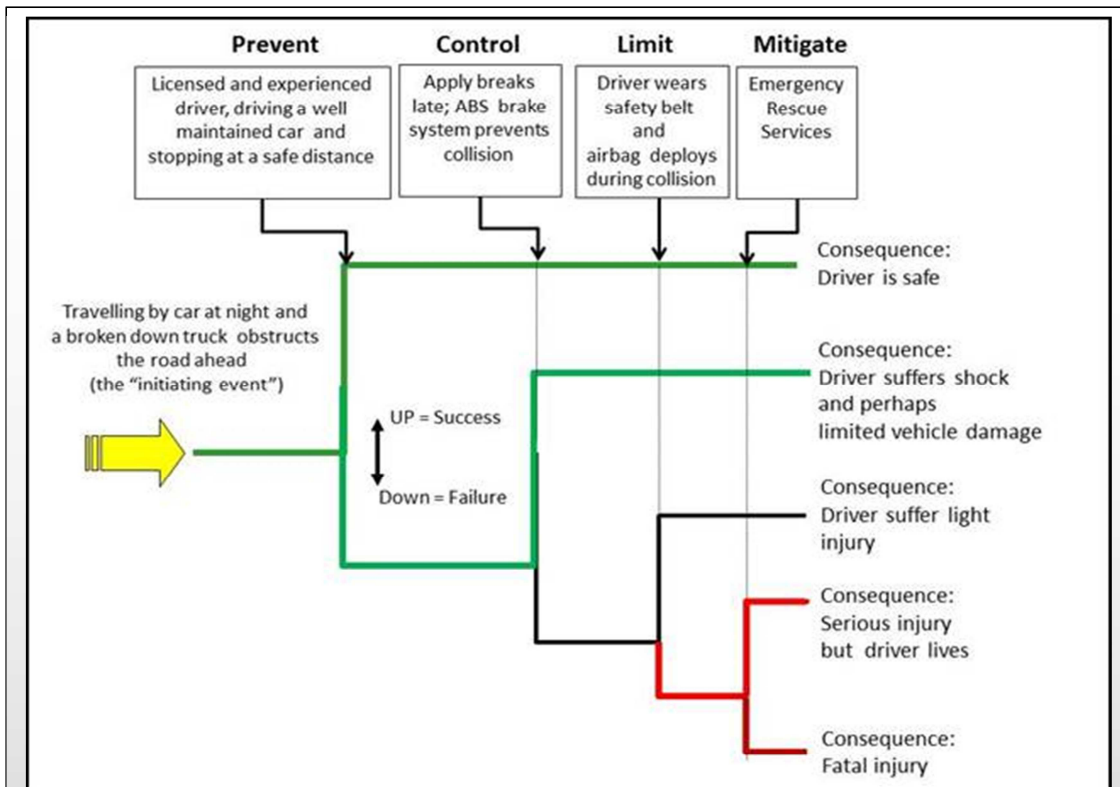 Prevent
Control
Limit
Mitigate
Licensed and experienced
driver, driving a well
maintained car and
stopping at a safe distance
Apply breaks
late; ABS brake
system prevents
collision
Driver wears
safety belt
and
airbag deploys
during collision
Emergency
Rescue
Services
Travelling by car at night and
a broken down truck obstructs
the road ahead
(the “initiating event”)
UP = Success
Down = Failure
Consequence:
Driver is safe
Consequence:
Driver suffers shock
and perhaps
limited vehicle damage
Consequence:
Driver suffer light
injury
Consequence:
Serious injury
but driver lives
Consequence:
Fatal injury